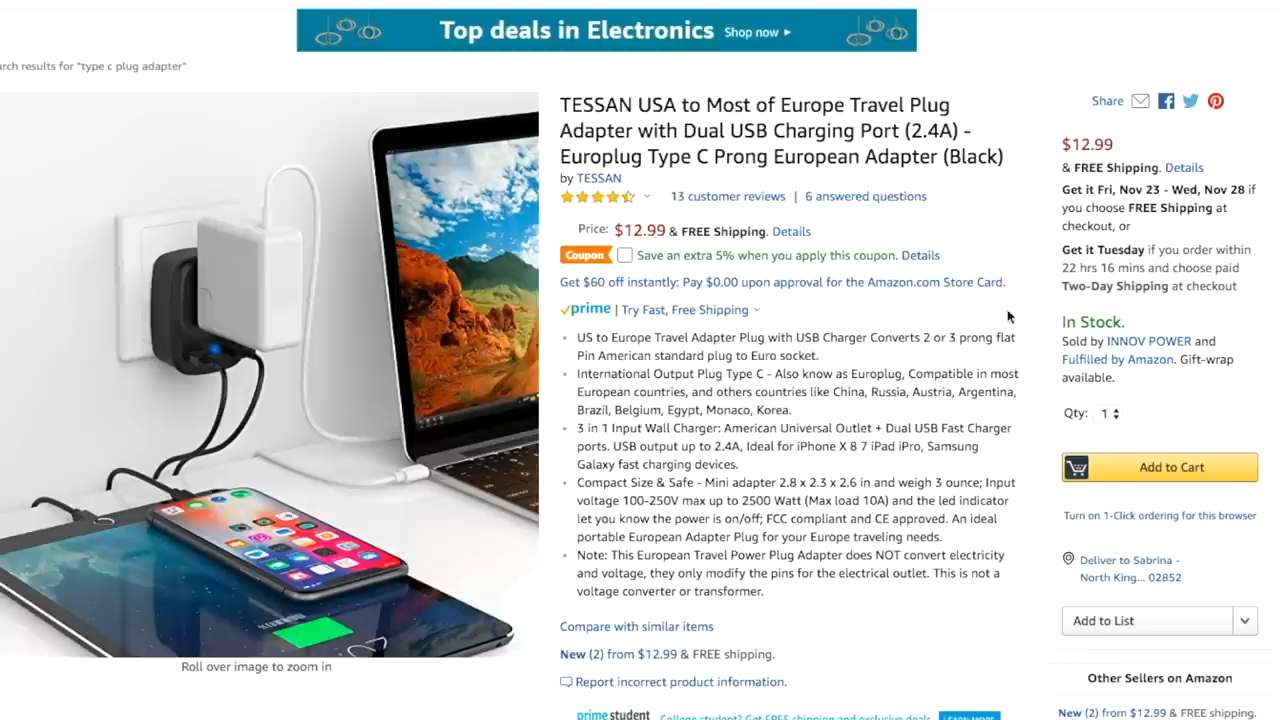 Top deals in Electronics Shop now ▸
arch results for "type c plug adapter"
TESSAN USA to Most of Europe Travel Plug
Adapter with Dual USB Charging Port (2.4A) -
Europlug Type C Prong European Adapter (Black)
by TESSAN
13 customer reviews | 6 answered questions
Price: $12.99 & FREE Shipping. Details
Coupon Save an extra 5% when you apply this coupon. Details
Get $60 off instantly: Pay $0.00 upon approval for the Amazon.com Store Card.
prime | Try Fast, Free Shipping
• US to Europe Travel Adapter Plug with USB Charger Converts 2 or 3 prong flat
Pin American standard plug to Euro socket.
• International Output Plug Type C - Also know as Europlug, Compatible in most
European countries, and others countries like China, Russia, Austria, Argentina,
Brazil, Belgium, Egypt, Monaco, Korea.
• 3 in 1 Input Wall Charger: American Universal Outlet + Dual USB Fast Charger
ports. USB output up to 2.4A, Ideal for iPhone X 8 7 iPad iPro, Samsung
Galaxy fast charging devices.
• Compact Size & Safe - Mini adapter 2.8 x 2.3 x 2.6 in and weigh 3 ounce; Input
voltage 100-250V max up to 2500 Watt (Max load 10A) and the led indicator
let you know the power is on/off; FCC compliant and CE approved. An ideal
portable European Adapter Plug for your Europe traveling needs.
• Note: This European Travel Power Plug Adapter does NOT convert electricity
and voltage, they only modify the pins for the electrical outlet. This is not a
voltage converter or transformer.
Compare with similar items
New (2) from $12.99 & FREE shipping.
Report incorrect product information.
prime student College student? Get FREE shipping and exclusive deals LEARN MORE
Roll over image to zoom in
Share
$12.99
& FREE Shipping. Details
Get it Fri, Nov 23 - Wed, Nov 28 if
you choose FREE Shipping at
checkout, or
Get it Tuesday if you order within
22 hrs 16 mins and choose paid
Two-Day Shipping at checkout
In Stock.
Sold by INNOV POWER and
Fulfilled by Amazon. Gift-wrap
available.
Qty: 1
Add to Cart
Turn on 1-Click ordering for this browser
Deliver to Sabrina -
North King... 02852
Add to List
Other Sellers on Amazon
New (2) from $12.99 & FREE shipping.